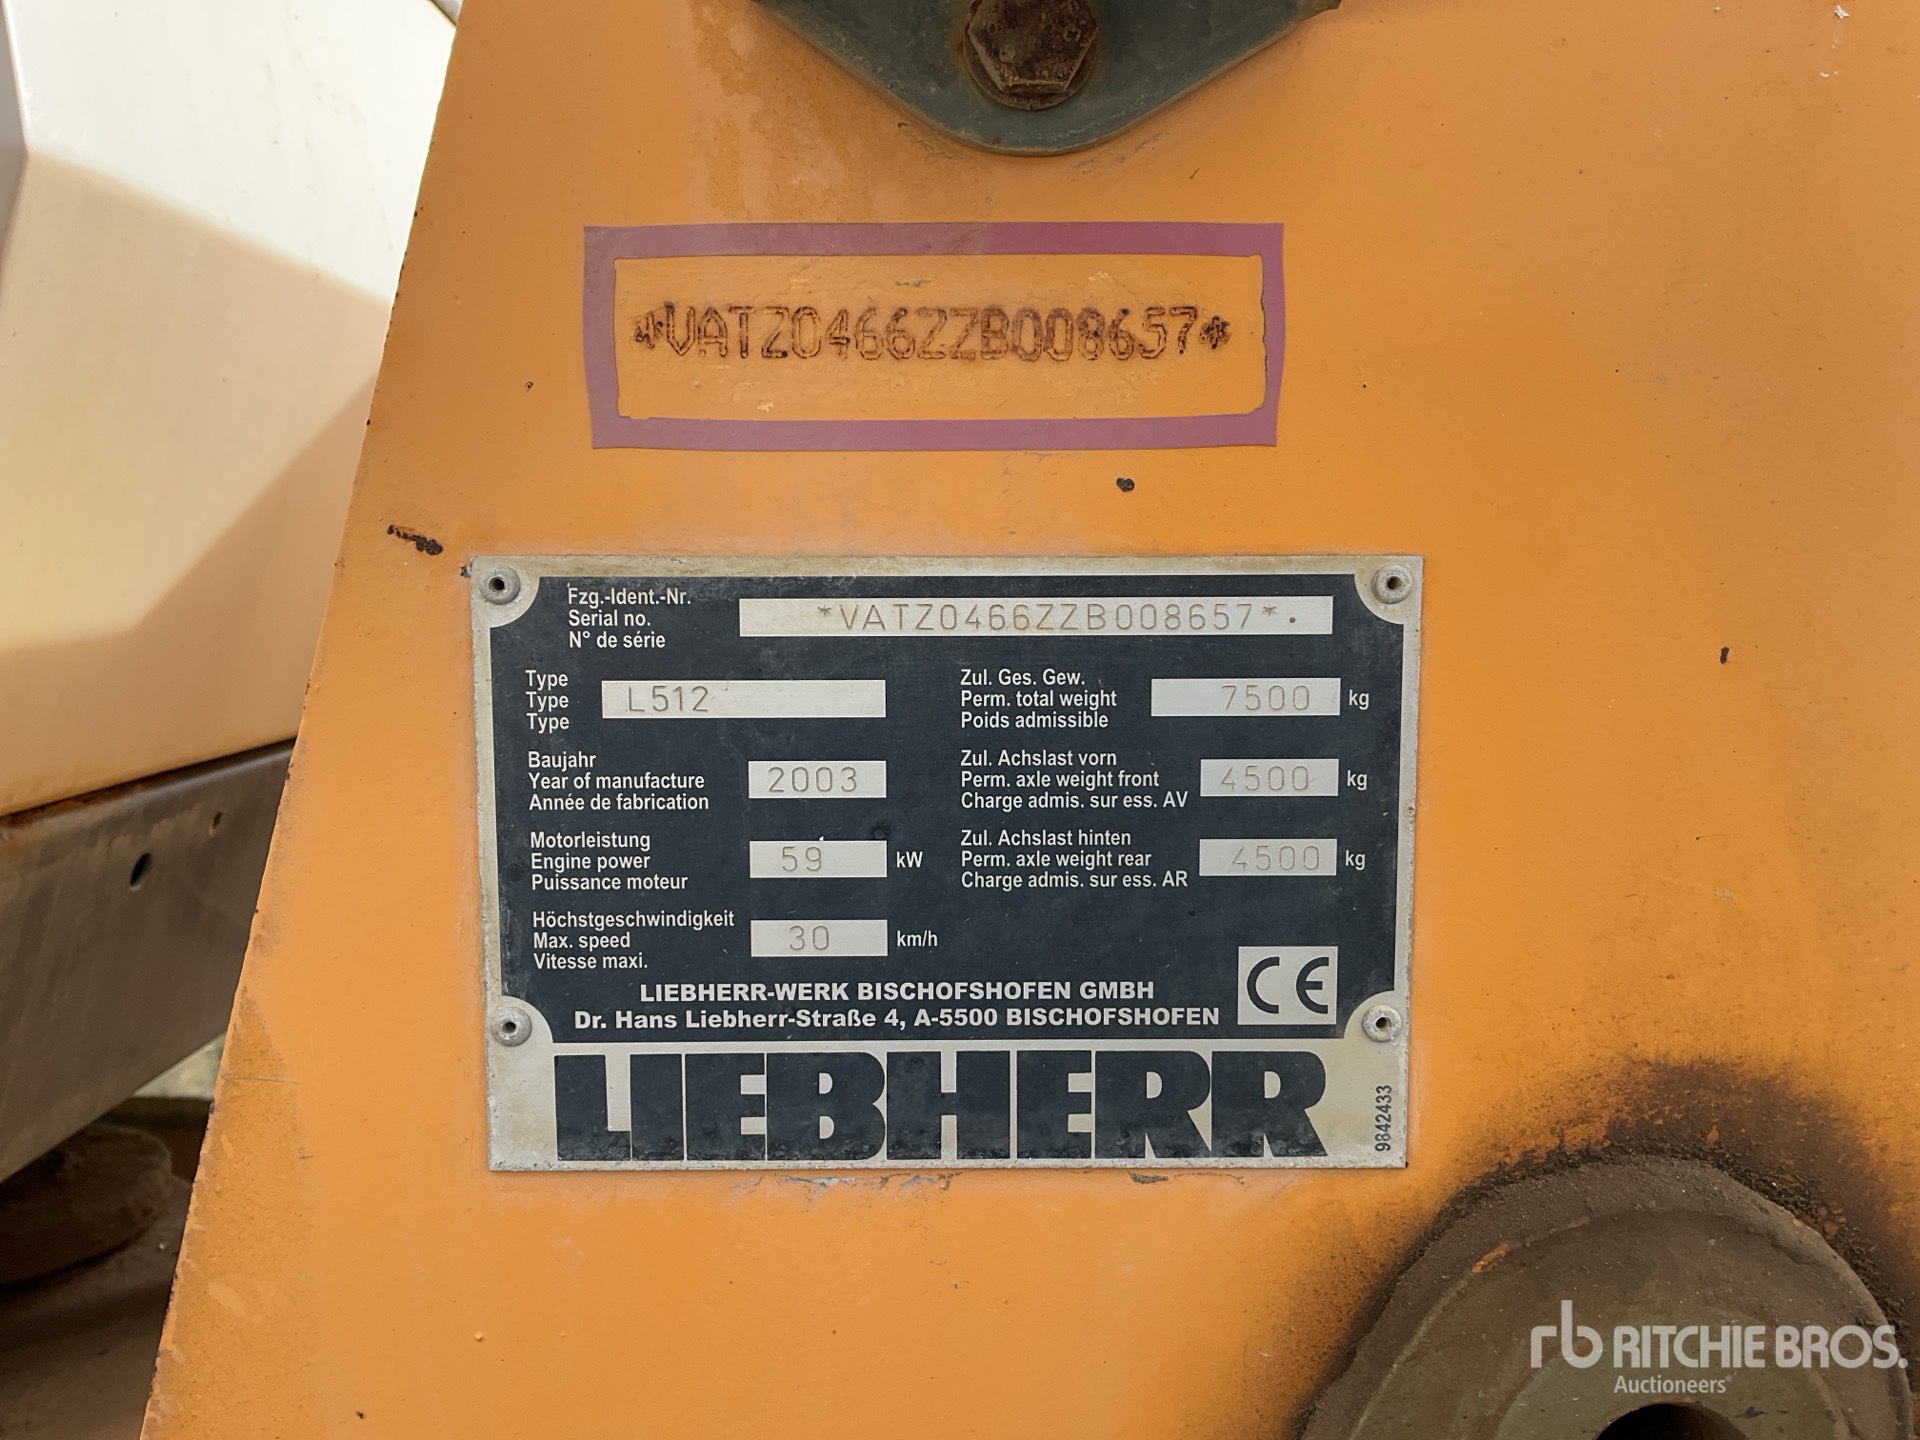 *VATZ0466ZZB008657*
Fzg.-Ident.-Nr.
Serial no.
N° de série
*VATZ0466ZZB008657*.
Type
Type
Type
L512
Zul. Ges. Gew.
Perm. total weight
Poids admissible
7500 kg
Baujahr
Year of manufacture
Année de fabrication
2003
Zul. Achslast vorn
Perm. axle weight front
Charge admis. sur ess. AV
4500 kg
Motorleistung
Engine power
Puissance moteur
59 kW
Zul. Achslast hinten
Perm. axle weight rear
Charge admis. sur ess. AR
4500 kg
Höchstgeschwindigkeit
Max. speed
Vitesse maxi.
30 km/h
CE
LIEBHERR-WERK BISCHOFSHOFEN GMBH
Dr. Hans Liebherr-Straße 4, A-5500 BISCHOFSHOFEN
LIEBHERR
9842433
rb RITCHIE BROS.
Auctioneers